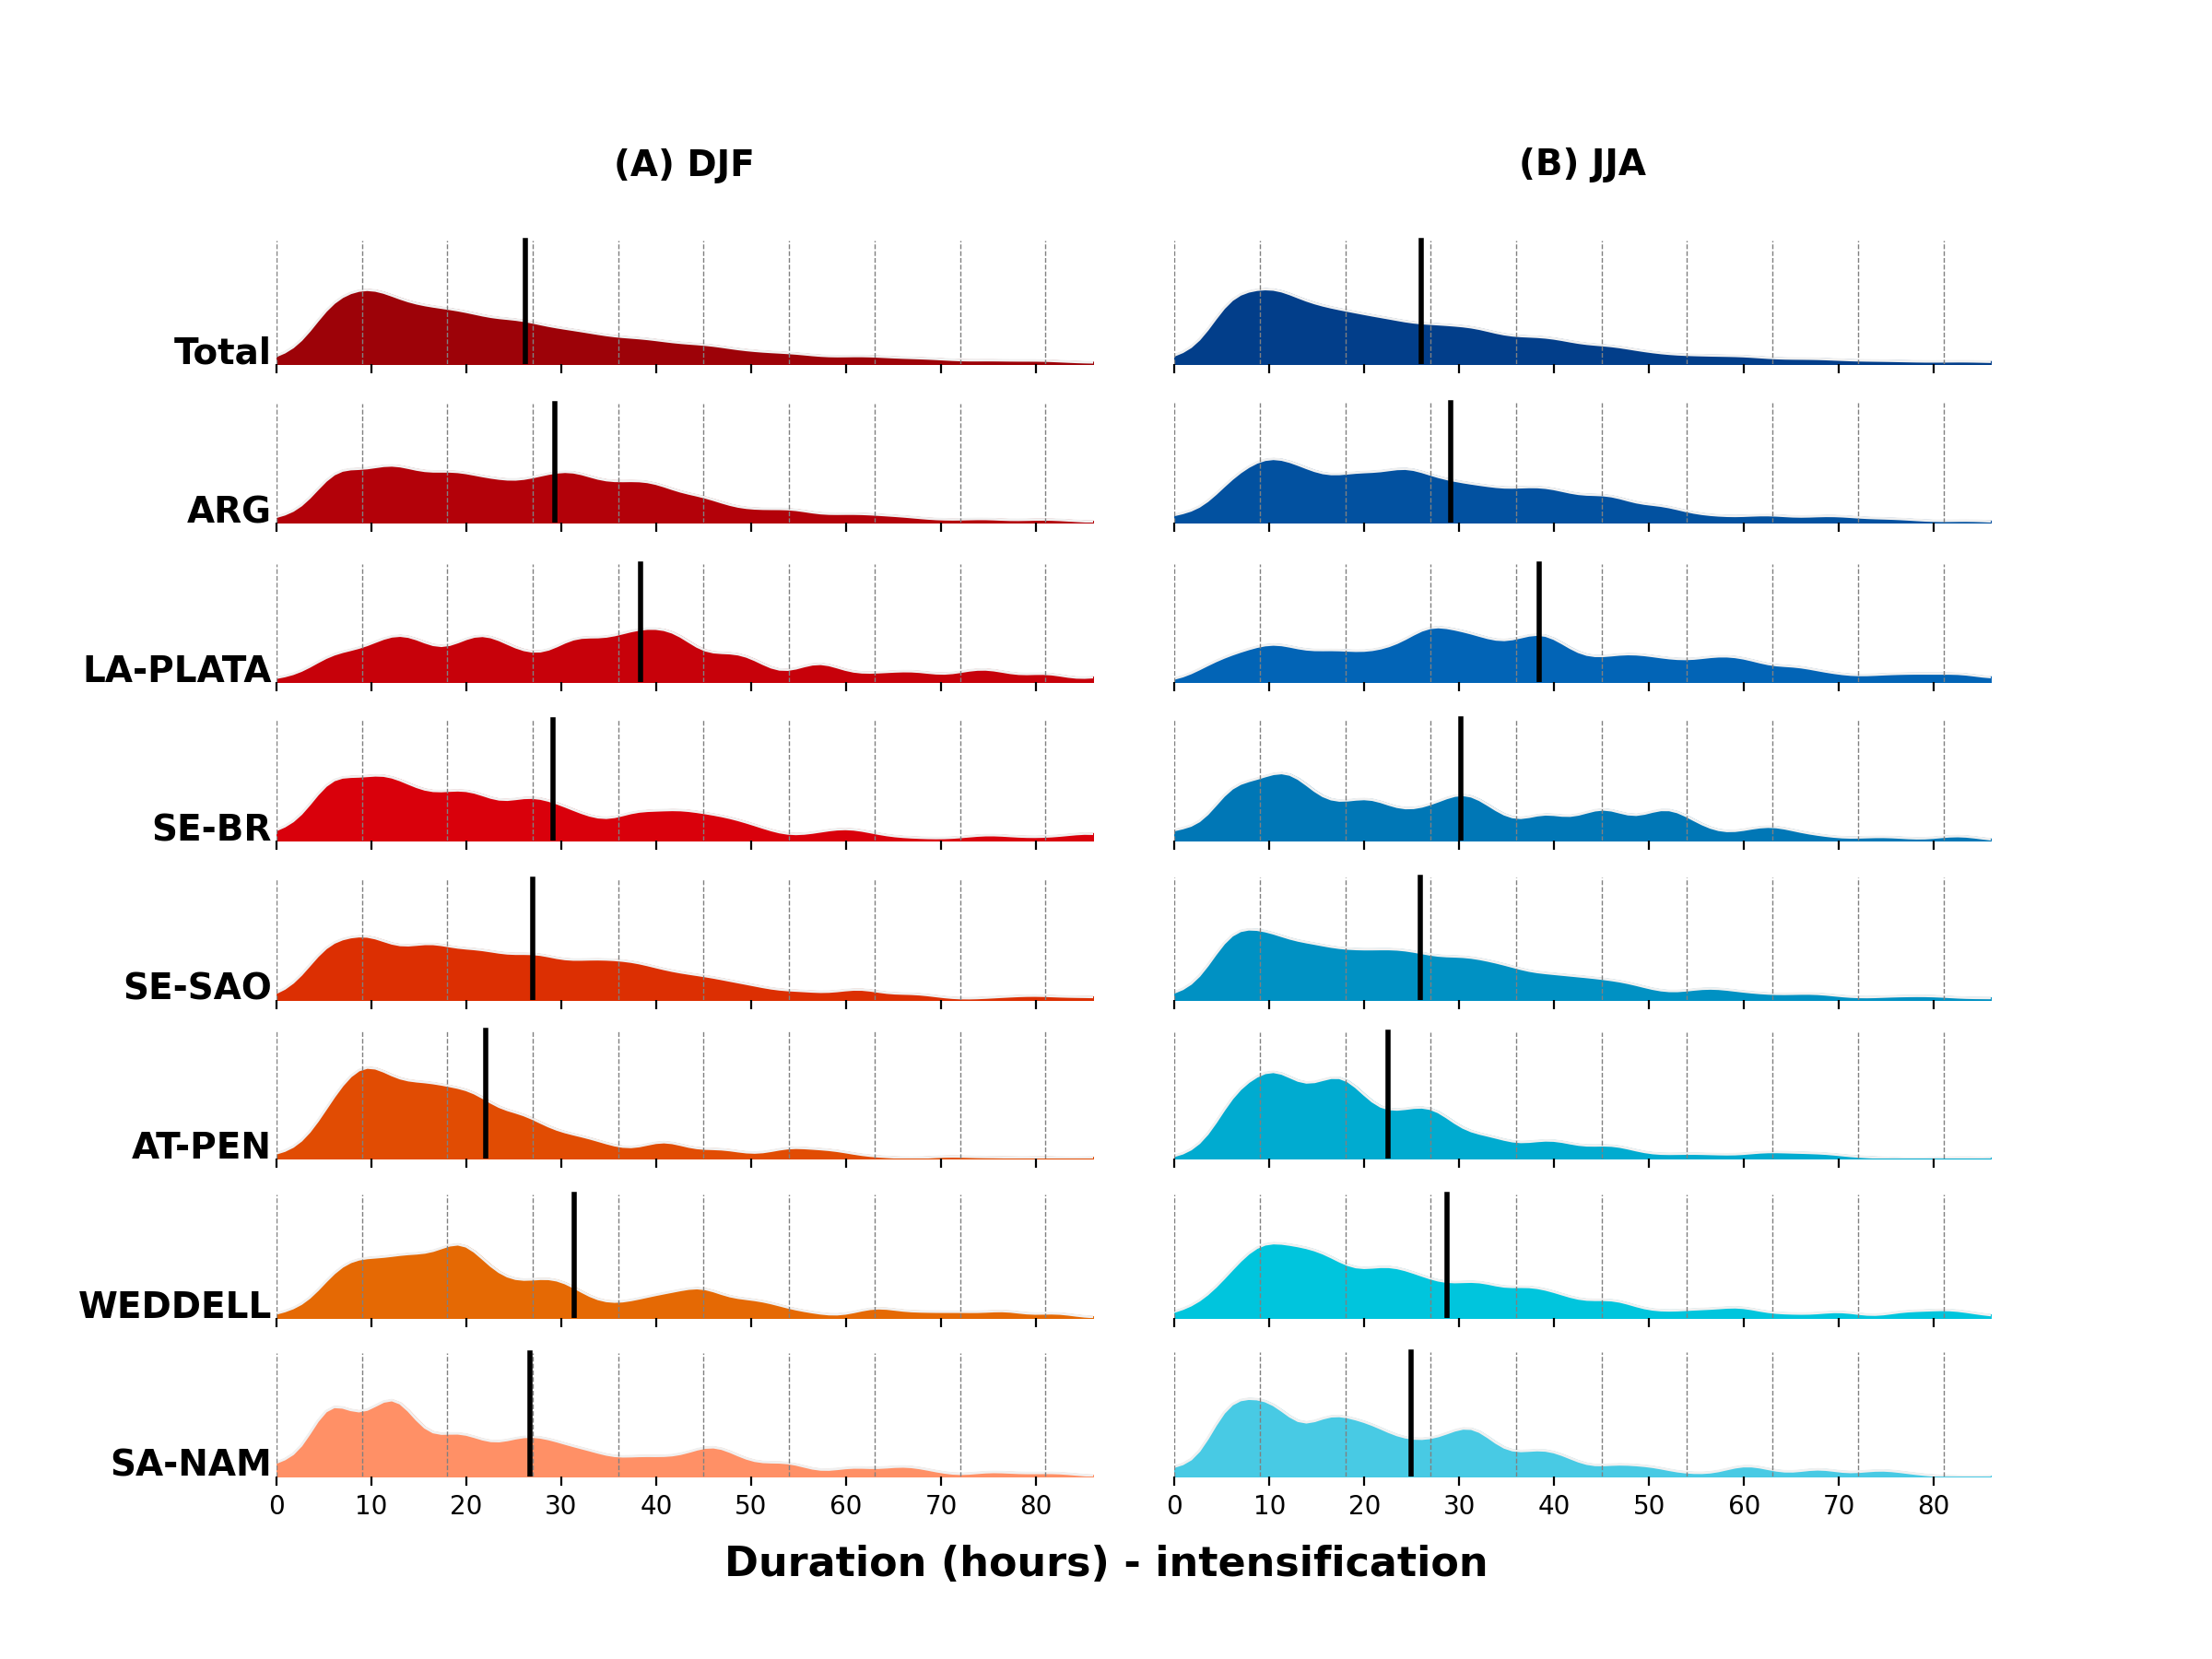 (A) DJF
(B) JJA
Total
ARG
LA-PLATA
SE-BR
SE-SAO
AT-PEN
WEDDELL
SA-NAM
0 10 20 30 40 50 60 70 80
0 10 20 30 40 50 60 70 80
Duration (hours) - intensification